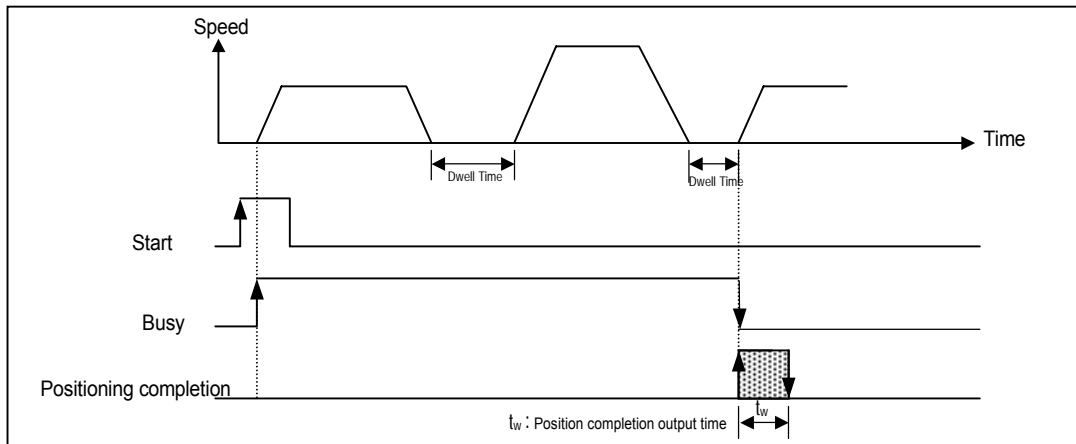 Speed
Time
Dwell Time
Dwell Time
Start
Busy
Positioning completion
tw
tw : Position completion output time